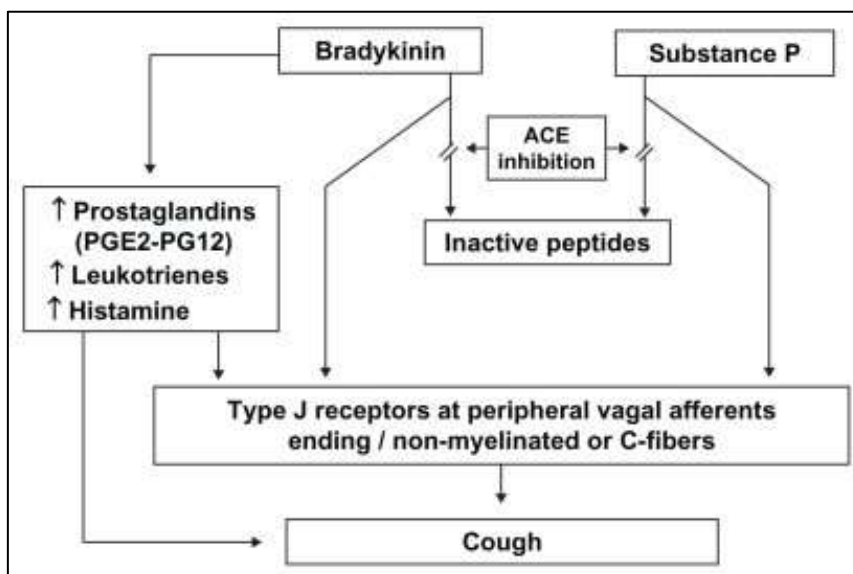 Bradykinin
Substance P
ACE
inhibition
↑ Prostaglandins
(PGE2-PG12)
↑ Leukotrienes
↑ Histamine
Inactive peptides
Type J receptors at peripheral vagal afferents
ending / non-myelinated or C-fibers
Cough